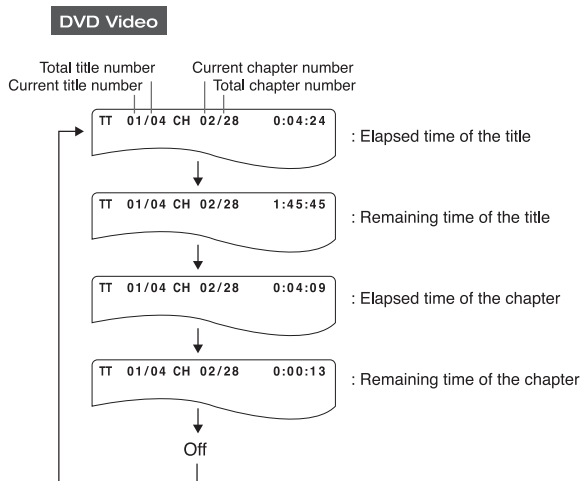 DVD Video
Total title number
Current chapter number
Current title number
Total chapter number
TT 01/04 CH 02/28 0:04:24
: Elapsed time of the title
TT 01/04 CH 02/28 1:45:45
: Remaining time of the title
TT 01/04 CH 02/28 0:04:09
: Elapsed time of the chapter
TT 01/04 CH 02/28 0:00:13
: Remaining time of the chapter
Off